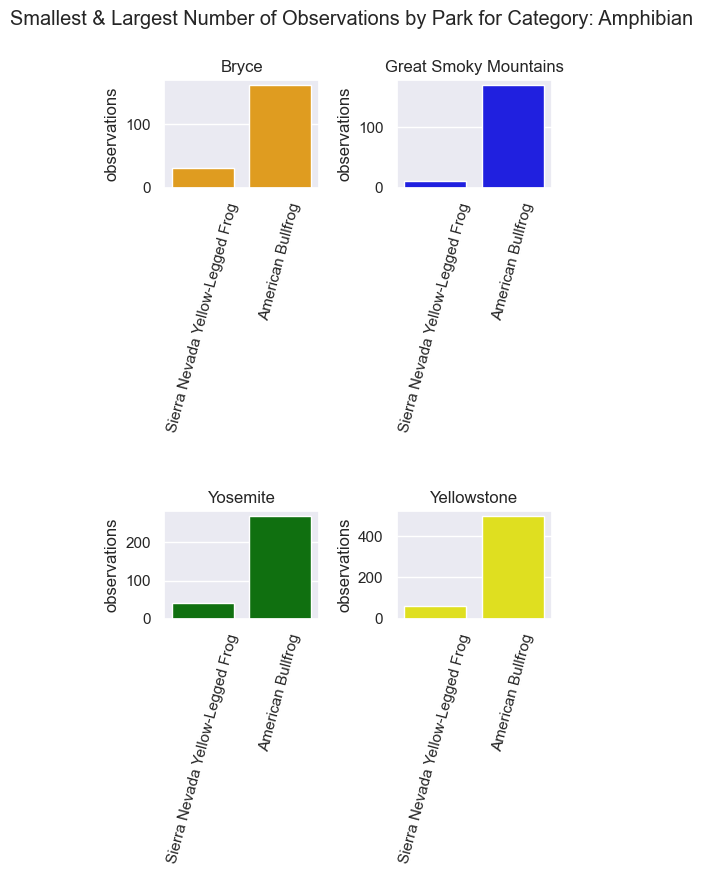 Smallest & Largest Number of Observations by Park for Category: Amphibian
Bryce
observations
100
0
Sierra Nevada Yellow-Legged Frog
American Bullfrog
Great Smoky Mountains
observations
100
0
Sierra Nevada Yellow-Legged Frog
American Bullfrog
Yosemite
observations
200
100
0
Sierra Nevada Yellow-Legged Frog
American Bullfrog
Yellowstone
observations
400
200
0
Sierra Nevada Yellow-Legged Frog
American Bullfrog